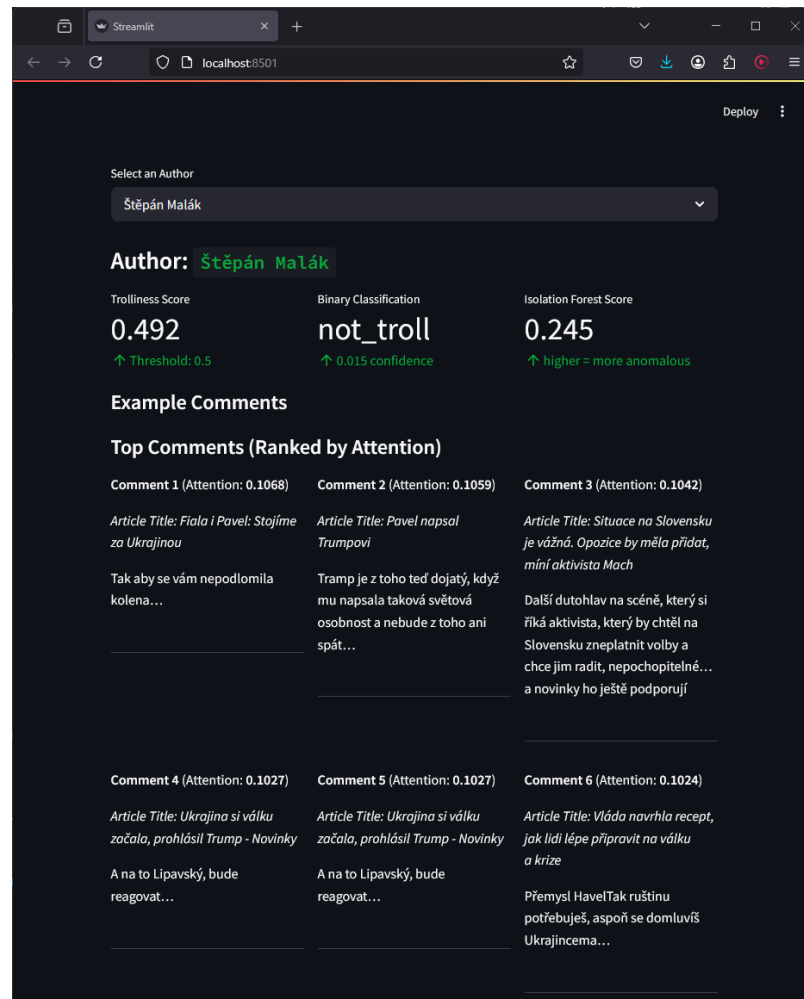 Streamlit
localhost:8501
Deploy
Select an Author
Štěpán Malák
Author: Štěpán Malák
Trolliness Score
0.492
↑ Threshold: 0.5
Binary Classification
not_troll
↑ 0.015 confidence
Isolation Forest Score
0.245
↑ higher = more anomalous
Example Comments
Top Comments (Ranked by Attention)
Comment 1 (Attention: 0.1068)
Article Title: Fiala i Pavel: Stojíme
za Ukrajinou
Tak aby se vám nepodlomila
kolena…
Comment 2 (Attention: 0.1059)
Article Title: Pavel napsal
Trumpovi
Tramp je z toho teď dojatý, když
mu napsala taková světová
osobnost a nebude z toho ani
spát…
Comment 3 (Attention: 0.1042)
Article Title: Situace na Slovensku
je vážná. Opozice by měla přidat,
míní aktivista Moch
Další dutohlav na scéně, který si
říká aktivista, který by chtěl na
Slovensku zneplatnit volby a
chce jim radit, nepochopitelné…
a novinky ho ještě podporují
Comment 4 (Attention: 0.1027)
Article Title: Ukrajina si válku
začala, prohlásil Trump - Novinky
A na to Lipavský, bude
reagovat…
Comment 5 (Attention: 0.1027)
Article Title: Ukrajina si válku
začala, prohlásil Trump - Novinky
A na to Lipavský, bude
reagovat…
Comment 6 (Attention: 0.1024)
Article Title: Vláda navrhla recept,
jak lidi lépe připravit na válku
a krize
Přemysl HavelTak ruštinu
potřebuješ, aspoň se domluvíš
Ukrajincema…